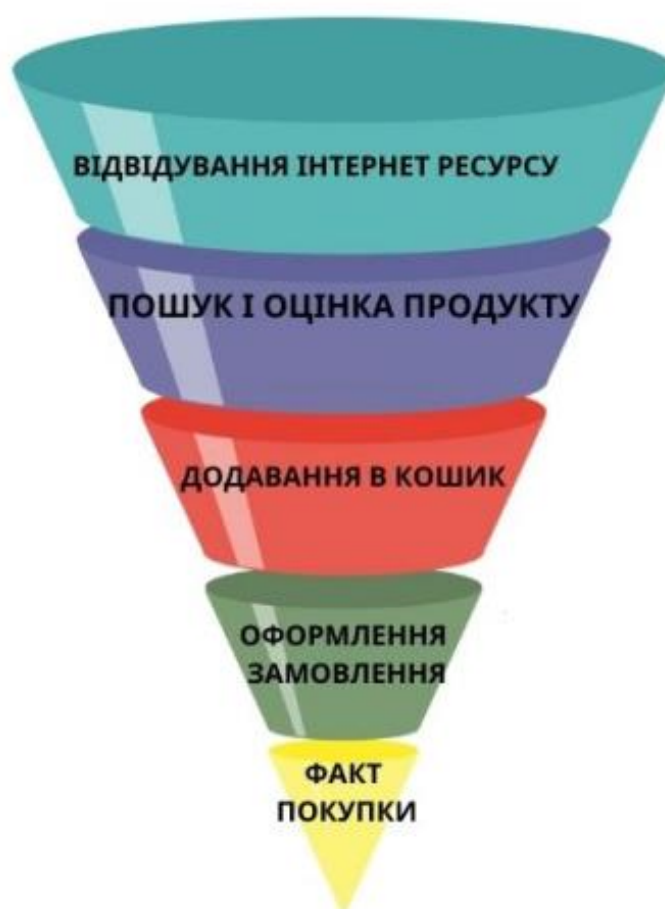 ВІДВІДУВАННЯ ІНТЕРНЕТ РЕСУРСУ
ПОШУК І ОЦІНКА ПРОДУКТУ
ДОДАВАННЯ В КОШИК
ОФОРМЛЕННЯ
ЗАМОВЛЕННЯ
ФАКТ
ПОКУПКИ